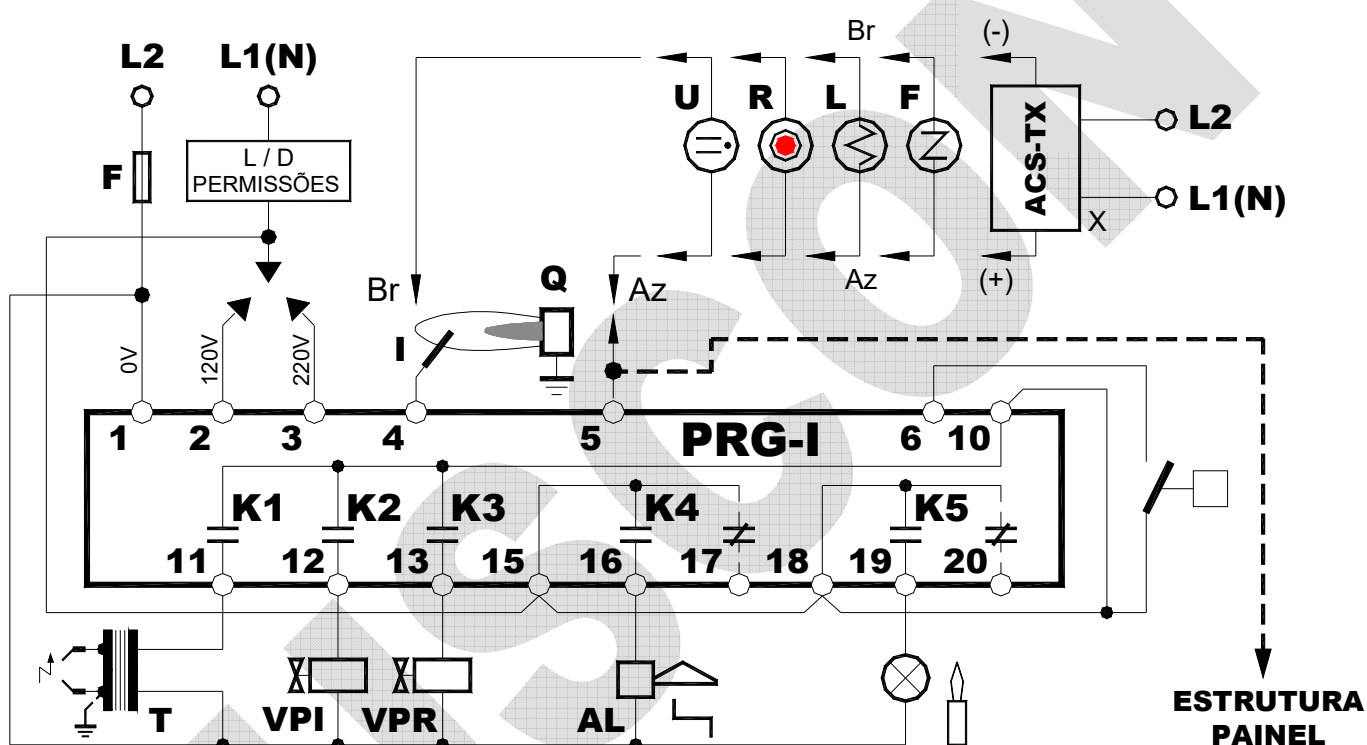 L2 L1(N)
Br (-)
U R L F
L2
L / D
PERMISSÕES
F
ACS-TX
L1(N)
X
Br Az (+)
Q Az
I
0V 120V 220V
1 2 3 4 5 PRG-I 6 10
K1 K2 K3 K4 K5
11 12 13 15 16 17 18 19 20
T VPI VPR AL
ESTRUTURA
PAINEL